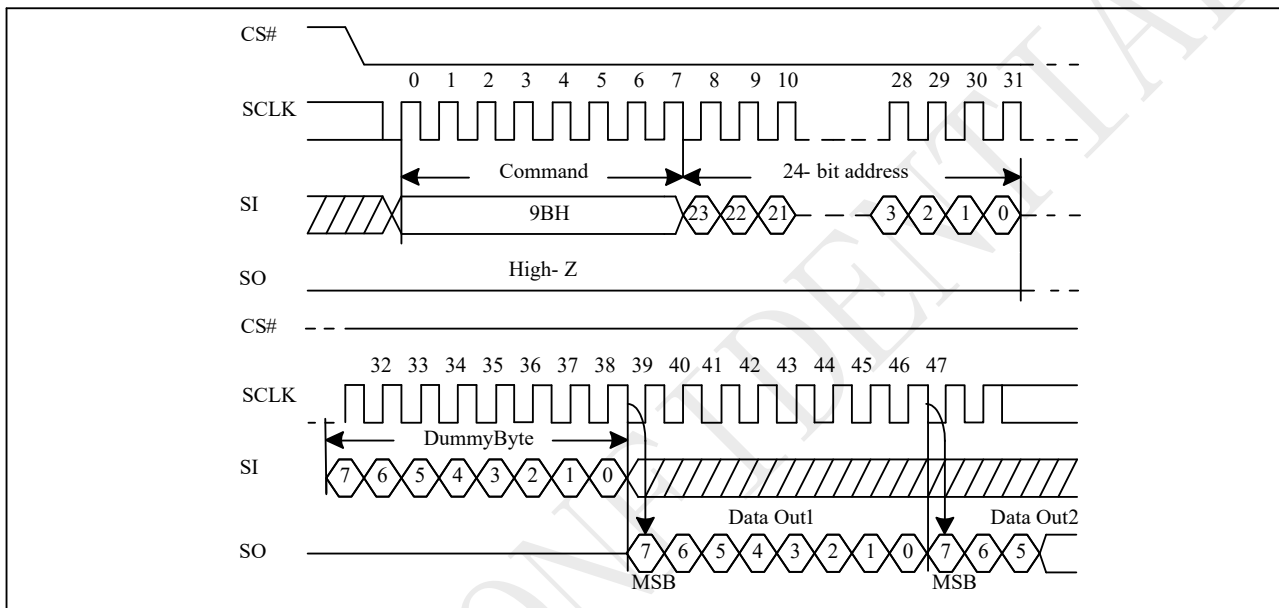 CS#
0 1 2 3 4 5 6 7 8 9 10 28 29 30 31
SCLK
Command 24- bit address
SI 9BH 23 22 21 3 2 1 0
SO High- Z
CS#
32 33 34 35 36 37 38 39 40 41 42 43 44 45 46 47
SCLK
DummyByte
SI 7 6 5 4 3 2 1 0
Data Out1 Data Out2
SO 7 6 5 4 3 2 1 0 7 6 5
MSB MSB
CONFIDENTIAL